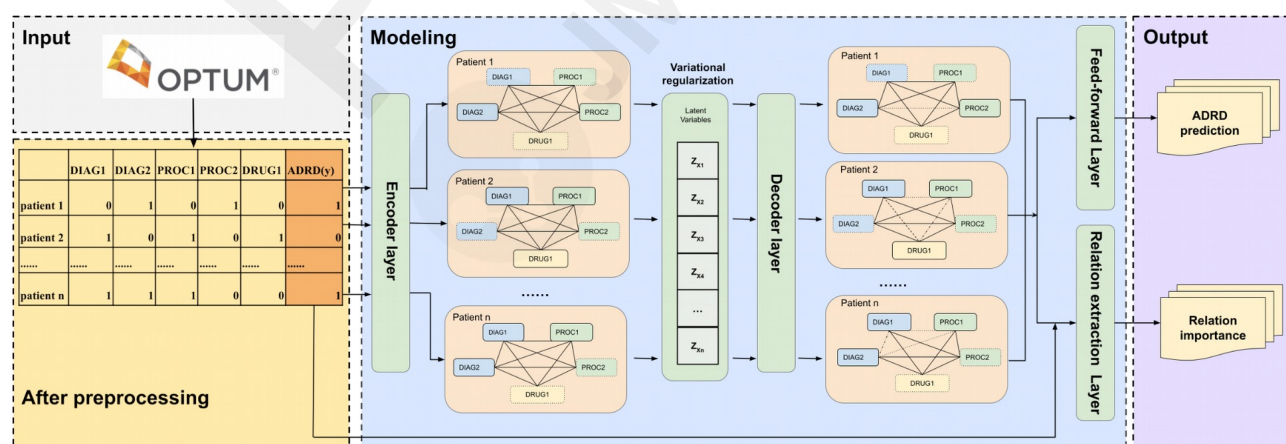 Input
OPTUM®
DIAG1 DIAG2 PROC1 PROC2 DRUG1 ADRD(y)
patient 1 0 1 0 1 0 1
patient 2 1 0 1 0 1 0
...... ...... ...... ...... ...... ...... ......
patient n 1 1 1 0 0 1
After preprocessing
Modeling
Encoder layer
Patient 1
DIAG1 PROC1
DIAG2 PROC2
DRUG1
Patient 2
DIAG1 PROC1
DIAG2 PROC2
DRUG1
......
Patient n
DIAG1 PROC1
DIAG2 PROC2
DRUG1
Variational
regularization
Latent
Variables
ZX1
ZX2
ZX3
ZX4
...
ZXn
Decoder layer
Patient 1
DIAG1 PROC1
DIAG2 PROC2
DRUG1
Patient 2
DIAG1 PROC1
DIAG2 PROC2
DRUG1
......
Patient n
DIAG1 PROC1
DIAG2 PROC2
DRUG1
Feed-forward Layer
Relation extraction Layer
Output
ADRD
prediction
Relation
importance